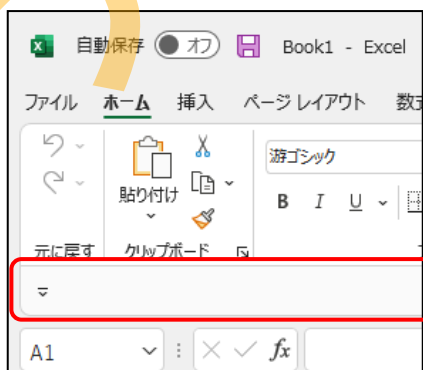 自動保存 オフ Book1 - Excel
ファイル ホーム 挿入 ページ レイアウト 数式
貼り付け
游ゴシック
B I U
元に戻す クリップボード
A1 fx